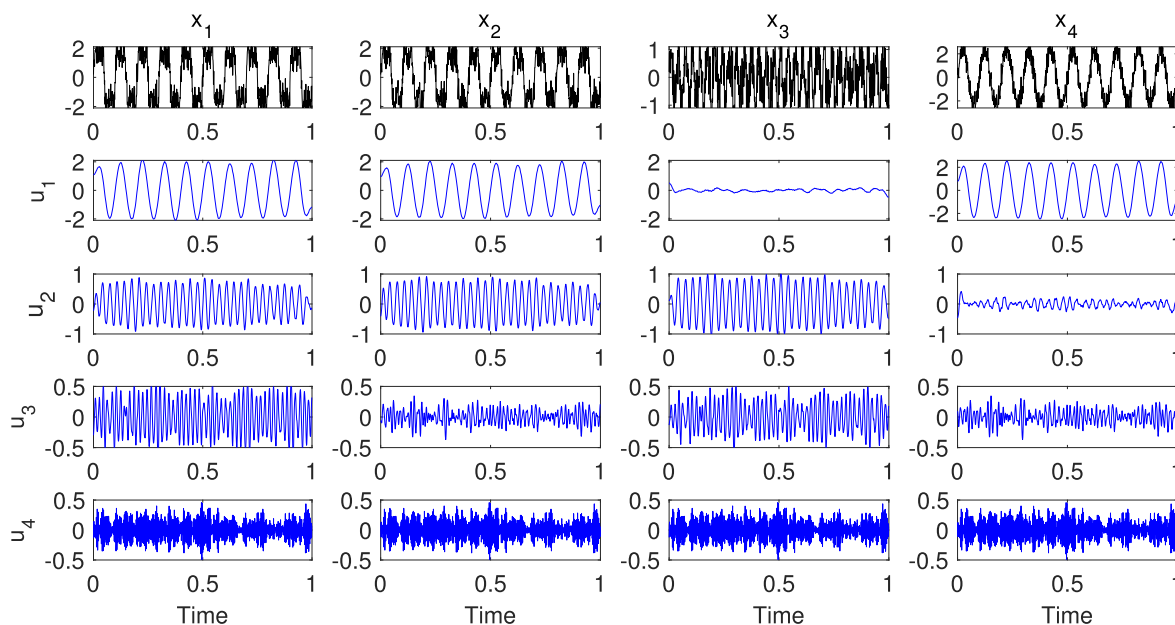 x1 x2 x3 x4
2 2 1 2
0 0 0 0
-2 -2 -1 -2
0 0.5 1 0 0.5 1 0 0.5 1 0 0.5 1
u1
2 2 2 2
0 0 0 0
-2 -2 -2 -2
0 0.5 1 0 0.5 1 0 0.5 1 0 0.5 1
u2
1 1 1 1
0 0 0 0
-1 -1 -1 -1
0 0.5 1 0 0.5 1 0 0.5 1 0 0.5 1
u3
0.5 0.5 0.5 0.5
0 0 0 0
-0.5 -0.5 -0.5 -0.5
0 0.5 1 0 0.5 1 0 0.5 1 0 0.5 1
u4
0.5 0.5 0.5 0.5
0 0 0 0
-0.5 -0.5 -0.5 -0.5
0 0.5 1 0 0.5 1 0 0.5 1 0 0.5 1
Time Time Time Time